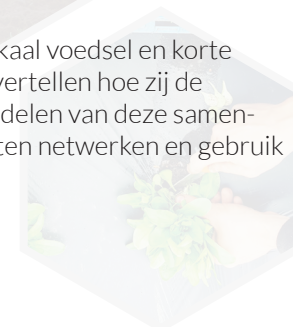 kaal voedsel en korte
vertellen hoe zij de
delen van deze samen-
ten netwerken en gebruik